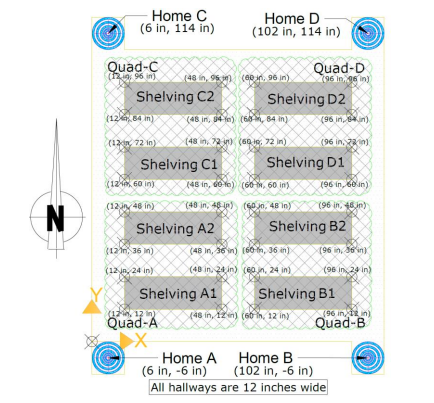 Home C
(6 in, 114 in)
Home D
(102 in, 114 in)
Quad-C
Quad-D
(12 in, 96 in)
(48 in, 96 in)
(60 in, 96 in)
(96 in, 96 in)
Shelving C2
Shelving D2
(12 in, 84 in)
(48 in, 84 in)
(60 in, 84 in)
(96 in, 84 in)
(12 in, 72 in)
(48 in, 72 in)
(60 in, 72 in)
(96 in, 72 in)
Shelving C1
Shelving D1
(12 in, 60 in)
(48 in, 60 in)
(60 in, 60 in)
(96 in, 60 in)
(12 in, 48 in)
(48 in, 48 in)
(60 in, 48 in)
(96 in, 48 in)
N
Shelving A2
Shelving B2
(12 in, 36 in)
(48 in, 36 in)
(60 in, 36 in)
(96 in, 36 in)
(12 in, 24 in)
(48 in, 24 in)
(60 in, 24 in)
(96 in, 24 in)
Shelving A1
Shelving B1
Y
(12 in, 12 in)
(48 in, 12 in)
(60 in, 12 in)
(96 in, 12 in)
Quad-A
Quad-B
X
Home A
(6 in, -6 in)
Home B
(102 in, -6 in)
All hallways are 12 inches wide